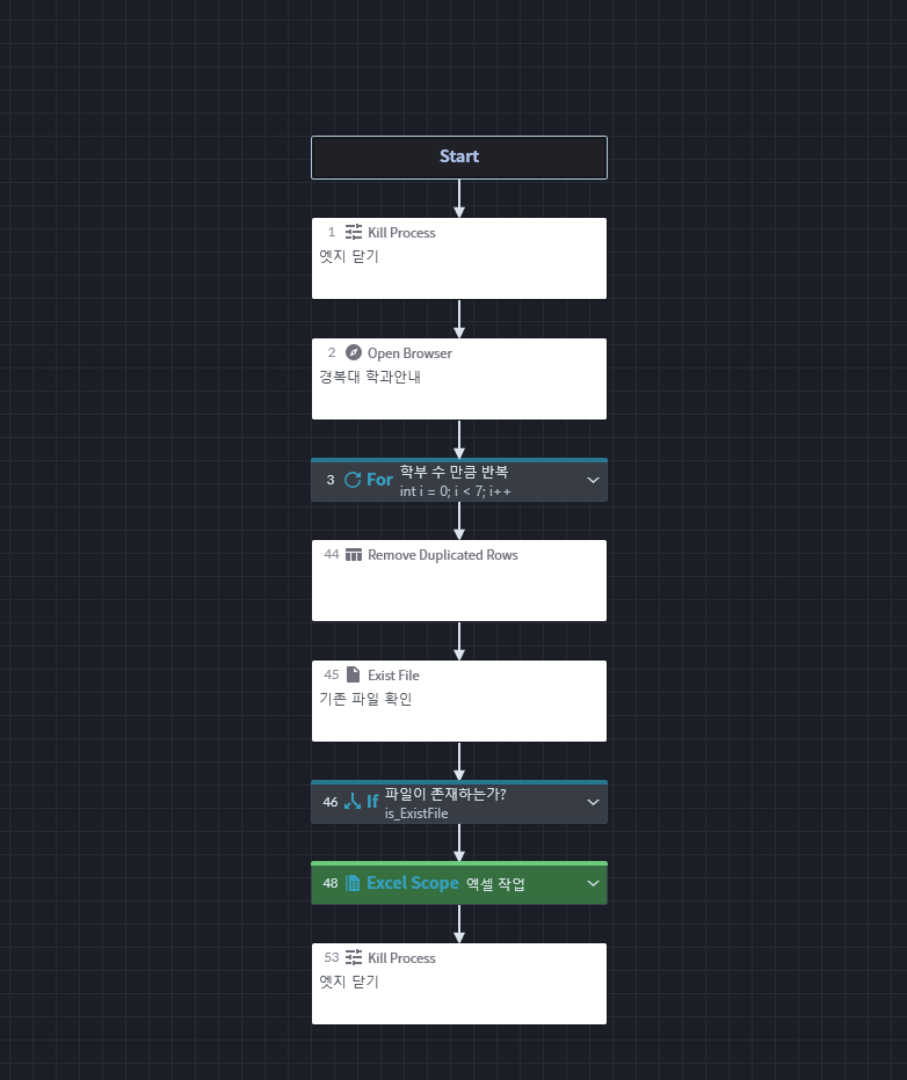 Start
1 Kill Process
엣지 닫기
2 Open Browser
경복대 학과안내
3 For 학부 수 만큼 반복
int i = 0; i < 7; i++
44 Remove Duplicated Rows
45 Exist File
기존 파일 확인
46 If 파일이 존재하는가?
is_ExistFile
48 Excel Scope 엑셀 작업
53 Kill Process
엣지 닫기